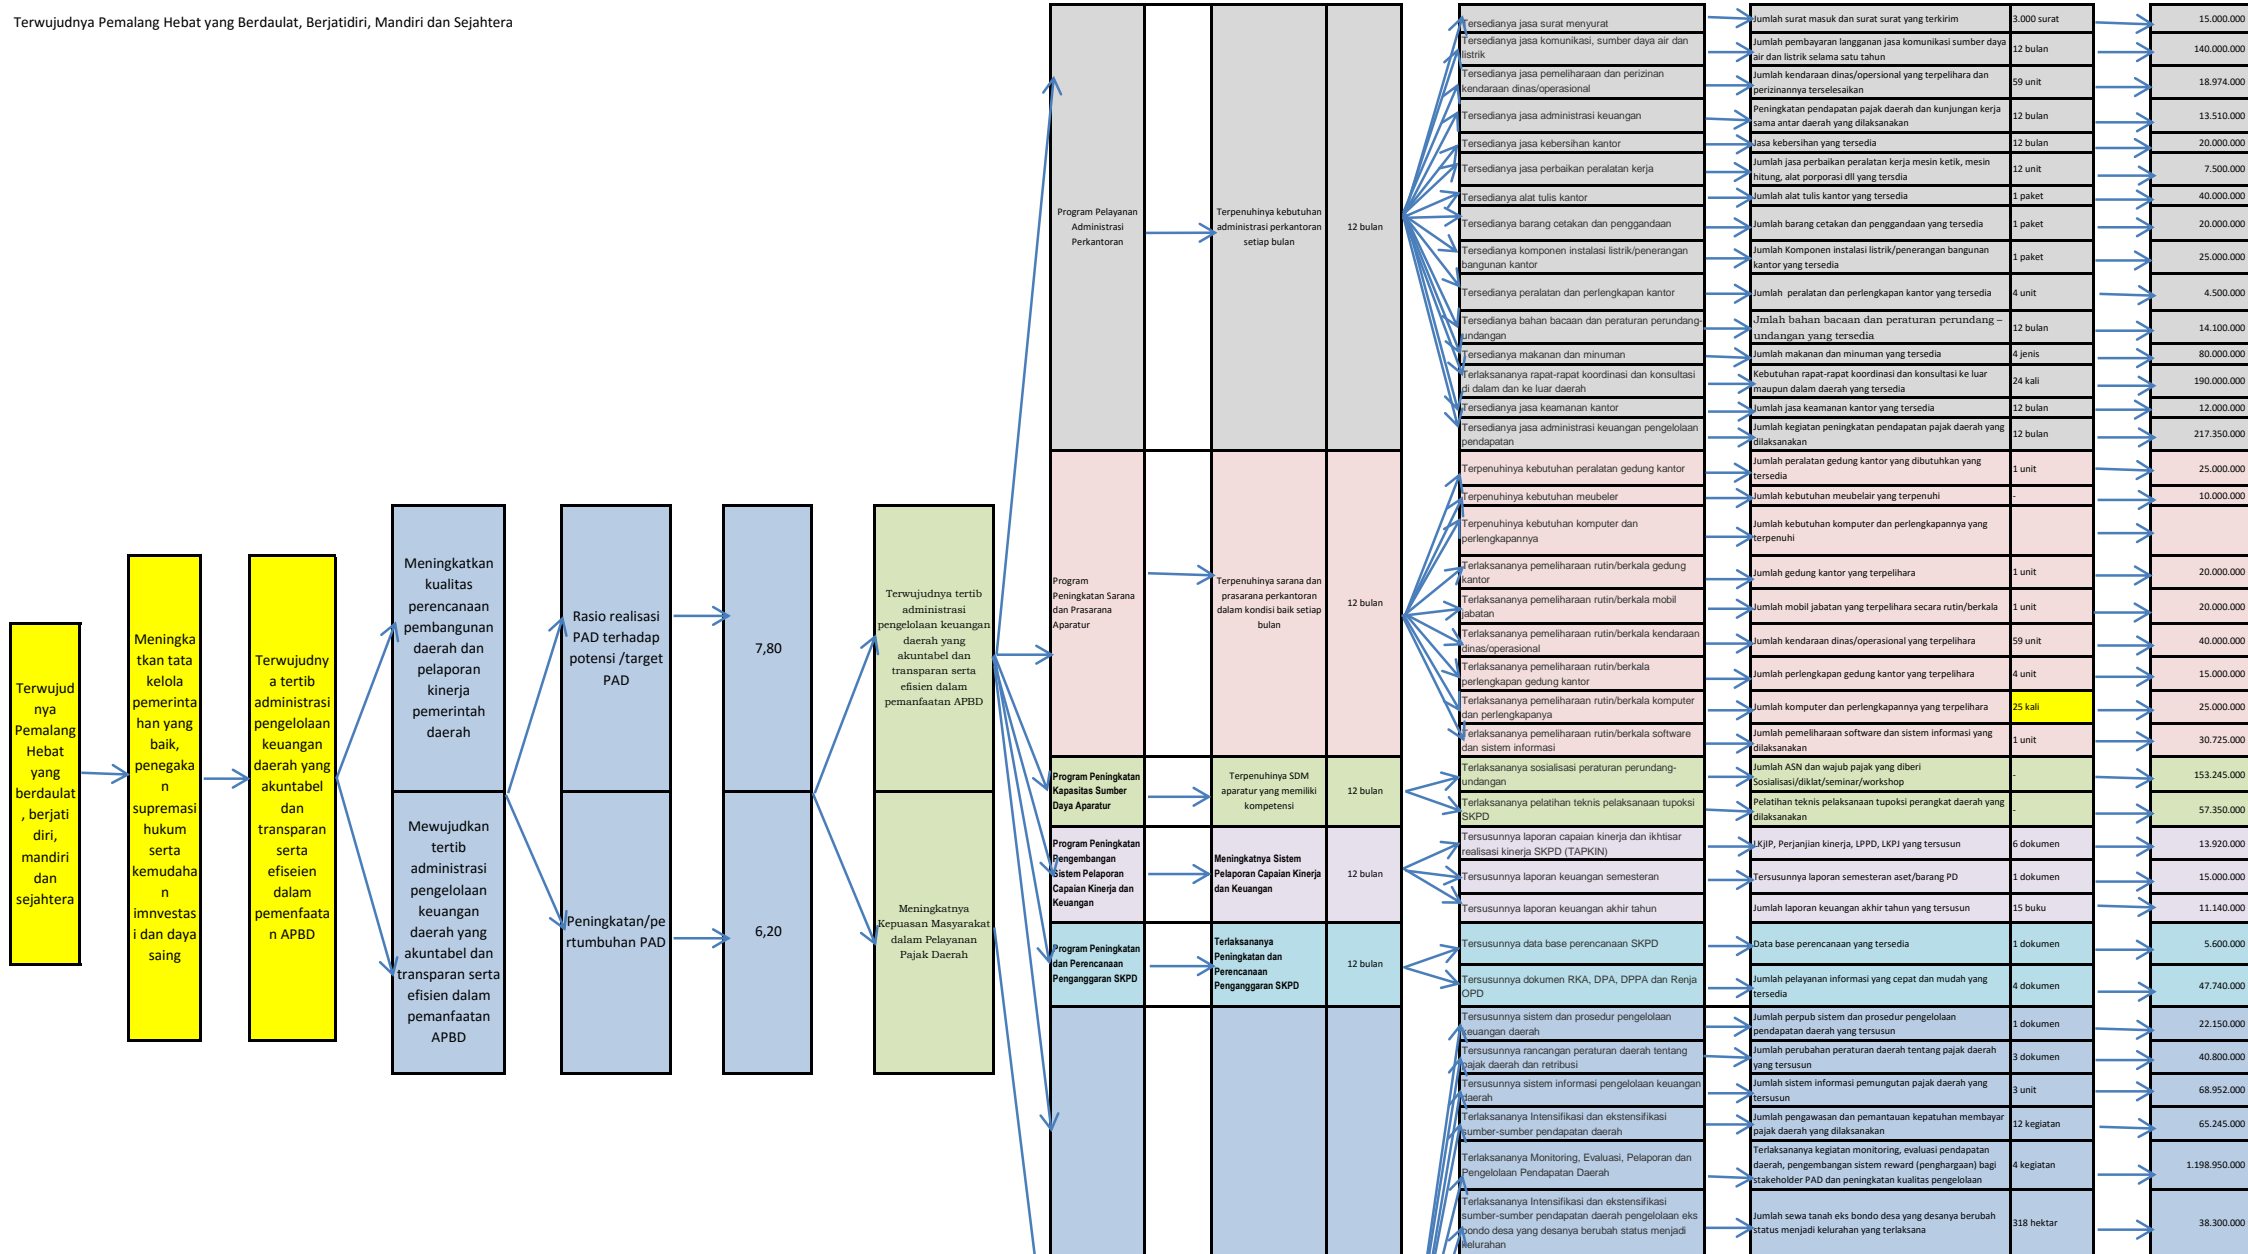 Terwujudnya Pemalang Hebat yang Berdaulat, Berjatidiri, Mandiri dan Sejahtera
Terwujud
nya
Pemalang
Hebat
yang
berdaulat
, berjati
diri,
mandiri
dan
sejahtera
Meningka
tkan tata
kelola
pemerinta
han yang
baik,
penegaka
n
supremasi
hukum
serta
kemudaha
n
imnvestas
i dan daya
saing
Terwujudny
a tertib
administrasi
pengelolaan
keuangan
daerah yang
akuntabel
dan
transparan
serta
efiseien
dalam
pemenfaata
n APBD
Meningkatkan
kualitas
perencanaan
pembangunan
daerah dan
pelaporan
kinerja
pemerintah
daerah
Mewujudkan
tertib
administrasi
pengelolaan
keuangan
daerah yang
akuntabel dan
transparan serta
efisien dalam
pemanfaatan
APBD
Rasio realisasi
PAD terhadap
potensi /target
PAD
Peningkatan/pe
rtumbuhan PAD
7,80
6,20
Terwujudnya tertib
administrasi
pengelolaan keuangan
daerah yang
akuntabel dan
transparan serta
efisien dalam
pemanfaatan APBD
Meningkatnya
Kepuasan Masyarakat
dalam Pelayanan
Pajak Daerah
Program Pelayanan
Administrasi
Perkantoran
Terpenuhinya kebutuhan
administrasi perkantoran
setiap bulan
12 bulan
Tersedianya jasa surat menyurat
Jumlah surat masuk dan surat surat yang terkirim
3.000 surat
15.000.000
Tersedianya jasa komunikasi, sumber daya air dan
listrik
Jumlah pembayaran langganan jasa komunikasi sumber daya
air dan listrik selama satu tahun
12 bulan
140.000.000
Tersedianya jasa pemeliharaan dan perizinan
kendaraan dinas/operasional
Jumlah kendaraan dinas/opersional yang terpelihara dan
perizinannya terselesaikan
59 unit
18.974.000
Tersedianya jasa administrasi keuangan
Peningkatan pendapatan pajak daerah dan kunjungan kerja
sama antar daerah yang dilaksanakan
12 bulan
13.510.000
Tersedianya jasa kebersihan kantor
Jasa kebersihan yang tersedia
12 bulan
20.000.000
Tersedianya jasa perbaikan peralatan kerja
Jumlah jasa perbaikan peralatan kerja mesin ketik, mesin
hitung, alat porporasi dll yang tersdia
12 unit
7.500.000
Tersedianya alat tulis kantor
Jumlah alat tulis kantor yang tersedia
1 paket
40.000.000
Tersedianya barang cetakan dan penggandaan
Jumlah barang cetakan dan penggandaan yang tersedia
1 paket
20.000.000
Tersedianya komponen instalasi listrik/penerangan
bangunan kantor
Jumlah Komponen instalasi listrik/penerangan bangunan
kantor yang tersedia
1 paket
25.000.000
Tersedianya peralatan dan perlengkapan kantor
Jumlah  peralatan dan perlengkapan kantor yang tersedia
4 unit
4.500.000
Tersedianya bahan bacaan dan peraturan perundang-
undangan
Jmlah bahan bacaan dan peraturan perundang –
undangan yang tersedia
12 bulan
14.100.000
Tersedianya makanan dan minuman
Jumlah makanan dan minuman yang tersedia
4 jenis
80.000.000
Terlaksananya rapat-rapat koordinasi dan konsultasi
di dalam dan ke luar daerah
Kebutuhan rapat-rapat koordinasi dan konsultasi ke luar
maupun dalam daerah yang tersedia
24 kali
190.000.000
Tersedianya jasa keamanan kantor
Jumlah jasa keamanan kantor yang tersedia
12 bulan
12.000.000
Tersedianya jasa administrasi keuangan pengelolaan
pendapatan
Jumlah kegiatan peningkatan pendapatan pajak daerah yang
dilaksanakan
12 bulan
217.350.000
Program
Peningkatan Sarana
dan Prasarana
Aparatur
Terpenuhinya sarana dan
prasarana perkantoran
dalam kondisi baik setiap
bulan
12 bulan
Terpenuhinya kebutuhan peralatan gedung kantor
Jumlah peralatan gedung kantor yang dibutuhkan yang
tersedia
1 unit
25.000.000
Terpenuhinya kebutuhan meubeler
Jumlah kebutuhan meubelair yang terpenuhi
-
10.000.000
Terpenuhinya kebutuhan komputer dan
perlengkapannya
Jumlah kebutuhan komputer dan perlengkapannya yang
terpenuhi
Terlaksananya pemeliharaan rutin/berkala gedung
kantor
Jumlah gedung kantor yang terpelihara
1 unit
20.000.000
Terlaksananya pemeliharaan rutin/berkala mobil
jabatan
Jumlah mobil jabatan yang terpelihara secara rutin/berkala
1 unit
20.000.000
Terlaksananya pemeliharaan rutin/berkala kendaraan
dinas/operasional
Jumlah kendaraan dinas/operasional yang terpelihara
59 unit
40.000.000
Terlaksananya pemeliharaan rutin/berkala
perlengkapan gedung kantor
Jumlah perlengkapan gedung kantor yang terpelihara
4 unit
15.000.000
Terlaksananya pemeliharaan rutin/berkala komputer
dan perlengkapanya
Jumlah komputer dan perlengkapannya yang terpelihara
25 kali
25.000.000
Terlaksananya pemeliharaan rutin/berkala software
dan sistem informasi
Jumlah pemeliharaan software dan sistem informasi yang
dilaksanakan
1 unit
30.725.000
Program Peningkatan
Kapasitas Sumber
Daya Aparatur
Terpenuhinya SDM
aparatur yang memiliki
kompetensi
12 bulan
Terlaksananya sosialisasi peraturan perundang-
undangan
Jumlah ASN dan wajub pajak yang diberi
Sosialisasi/diklat/seminar/workshop
-
153.245.000
Terlaksananya pelatihan teknis pelaksanaan tupoksi
SKPD
Pelatihan teknis pelaksanaan tupoksi perangkat daerah yang
dilaksanakan
-
57.350.000
Program Peningkatan
Pengembangan
Sistem Pelaporan
Capaian Kinerja dan
Keuangan
Meningkatnya Sistem
Pelaporan Capaian Kinerja
dan Keuangan
12 bulan
Tersusunnya laporan capaian kinerja dan ikhtisar
realisasi kinerja SKPD (TAPKIN)
LKjIP, Perjanjian kinerja, LPPD, LKPJ yang tersusun
6 dokumen
13.920.000
Tersusunnya laporan keuangan semesteran
Tersusunnya laporan semesteran aset/barang PD
1 dokumen
15.000.000
Tersusunnya laporan keuangan akhir tahun
Jumlah laporan keuangan akhir tahun yang tersusun
15 buku
11.140.000
Program Peningkatan
dan Perencanaan
Penganggaran SKPD
Terlaksananya
Peningkatan dan
Perencanaan
Penganggaran SKPD
12 bulan
Tersusunnya data base perencanaan SKPD
Data base perencanaan yang tersedia
1 dokumen
5.600.000
Tersusunnya dokumen RKA, DPA, DPPA dan Renja
OPD
Jumlah pelayanan informasi yang cepat dan mudah yang
tersedia
4 dokumen
47.740.000
Tersusunnya sistem dan prosedur pengelolaan
keuangan daerah
Jumlah perpub sistem dan prosedur pengelolaan
pendapatan daerah yang tersusun
1 dokumen
22.150.000
Tersusunnya rancangan peraturan daerah tentang
pajak daerah dan retribusi
Jumlah perubahan peraturan daerah tentang pajak daerah
yang tersusun
3 dokumen
40.800.000
Tersusunnya sistem informasi pengelolaan keuangan
daerah
Jumlah sistem informasi pemungutan pajak daerah yang
tersusun
3 unit
68.952.000
Terlaksananya Intensifikasi dan ekstensifikasi
sumber-sumber pendapatan daerah
Jumlah pengawasan dan pemantauan kepatuhan membayar
pajak daerah yang dilaksanakan
12 kegiatan
65.245.000
Terlaksananya Monitoring, Evaluasi, Pelaporan dan
Pengelolaan Pendapatan Daerah
Terlaksananya kegiatan monitoring, evaluasi pendapatan
daerah, pengembangan sistem reward (penghargaan) bagi
stakeholder PAD dan peningkatan kualitas pengelolaan
4 kegiatan
1.198.950.000
Terlaksananya Intensifikasi dan ekstensifikasi
sumber-sumber pendapatan daerah pengelolaan eks
bondo desa yang desanya berubah status menjadi
kelurahan
Jumlah sewa tanah eks bondo desa yang desanya berubah
status menjadi kelurahan yang terlaksana
318 hektar
38.300.000